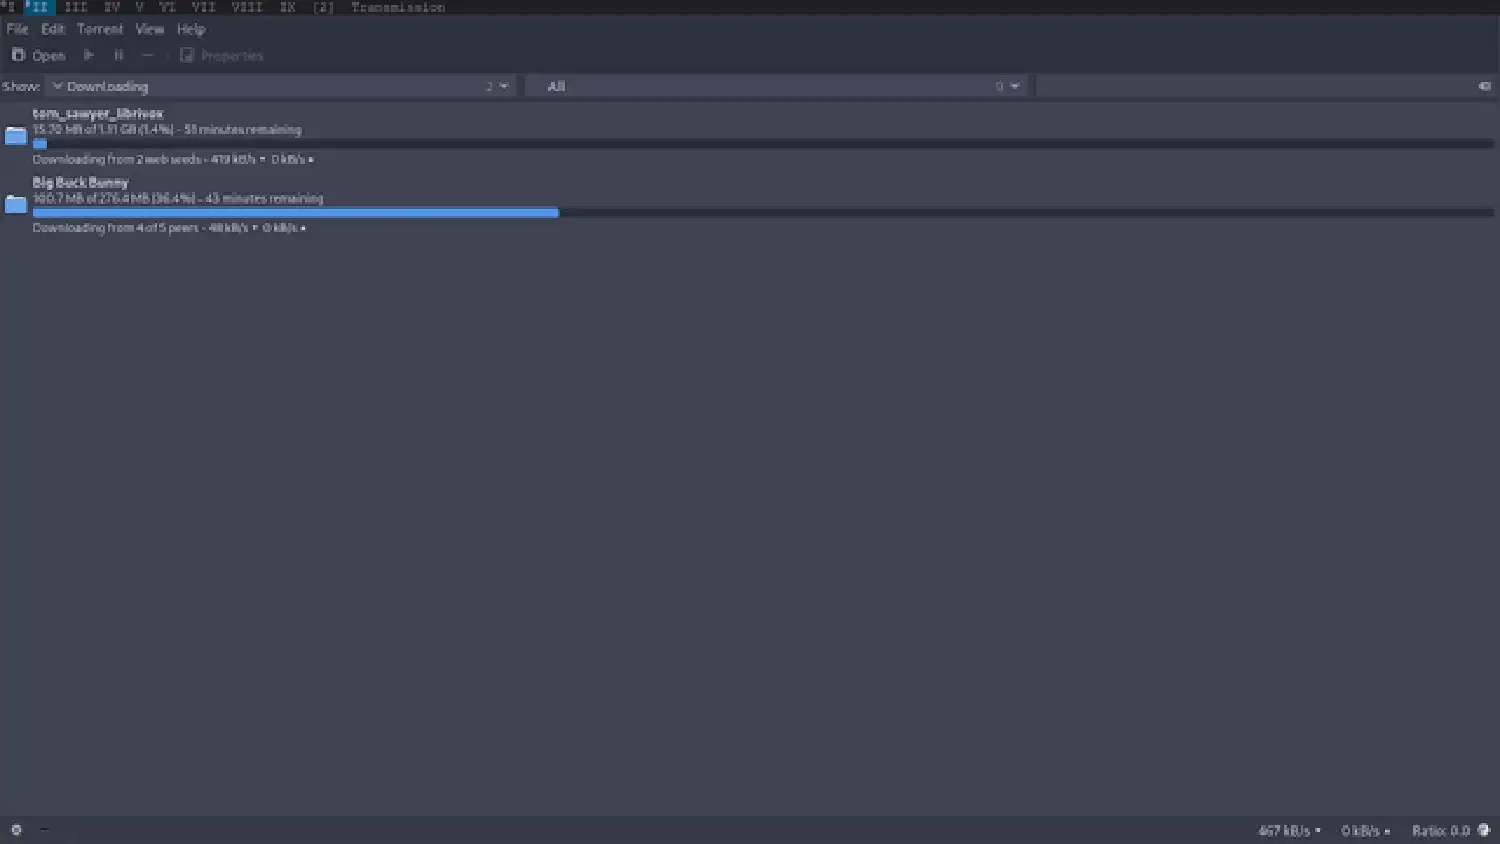 I II III IV V VI VII VIII IX [2] Transmission
File Edit Torrent View Help
Open Properties
Show: Downloading 2 All
tom_sawyer_librivox
15.70 MB of 1.11 GB (1.4%) - 51 minutes remaining
Downloading from 2 web seeds - 419 kB/s ▾ 0 kB/s ▴
Big Buck Bunny
100.7 MB of 276.4 MB (36.4%) - 43 minutes remaining
Downloading from 4 of 5 peers - 48 kB/s ▾ 0 kB/s ▴
467 kB/s ▾ 0 kB/s ▴ Ratio: 0.0